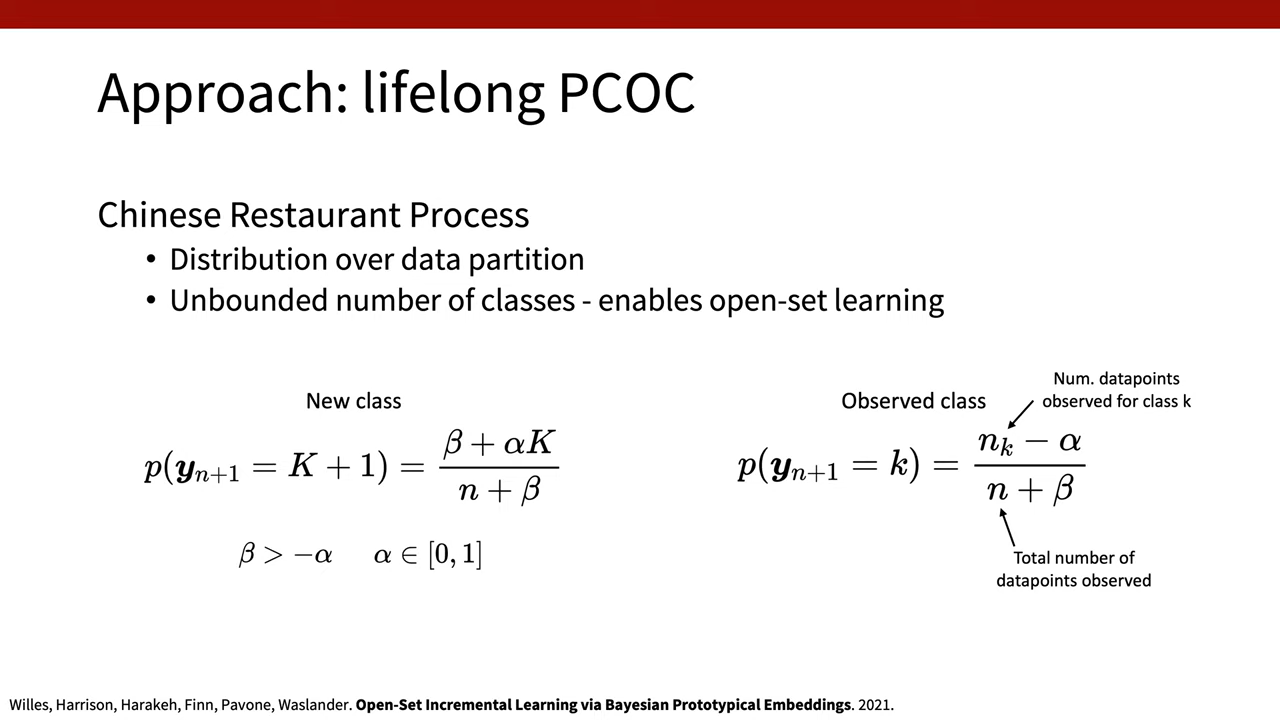 Approach: lifelong PCOC
Chinese Restaurant Process
• Distribution over data partition
• Unbounded number of classes - enables open-set learning
New class
p(y_{n+1} = K + 1) = \frac{β + αK}{n + β}
β > −α α ∈ [0, 1]
Observed class
Num. datapoints
observed for class k
p(y_{n+1} = k) = \frac{n_k − α}{n + β}
Total number of
datapoints observed
Willes, Harrison, Harakeh, Finn, Pavone, Waslander. Open-Set Incremental Learning via Bayesian Prototypical Embeddings. 2021.